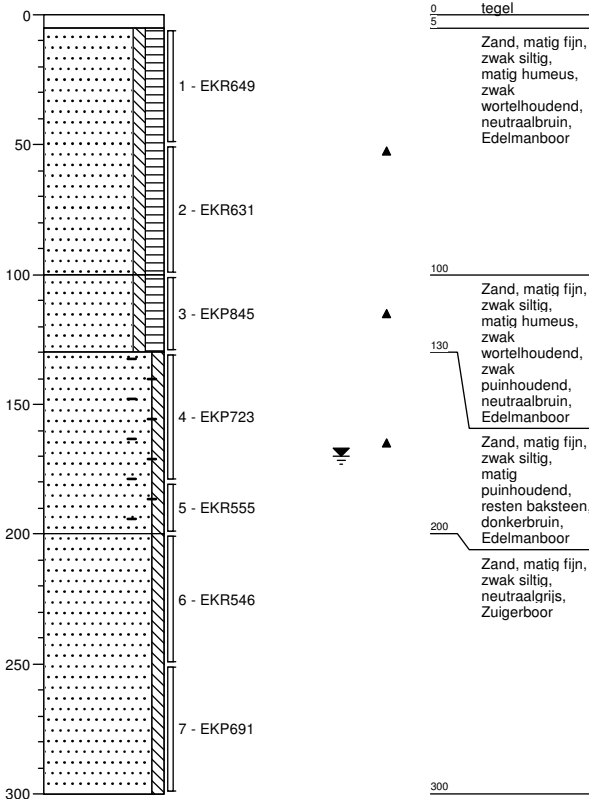 0
50
100
150
200
250
300
1 - EKR649
2 - EKR631
3 - EKP845
4 - EKP723
5 - EKR555
6 - EKR546
7 - EKP691
0
tegel
5
Zand, matig fijn,
zwak siltig,
matig humeus,
zwak
wortelhoudend,
neutraalbruin,
Edelmanboor
100
Zand, matig fijn,
zwak siltig,
matig humeus,
zwak
wortelhoudend,
zwak
puinhoudend,
neutraalbruin,
Edelmanboor
130
Zand, matig fijn,
zwak siltig,
matig
puinhoudend,
resten baksteen,
donkerbruin,
Edelmanboor
200
Zand, matig fijn,
zwak siltig,
neutraalgrijs,
Zuigerboor
300